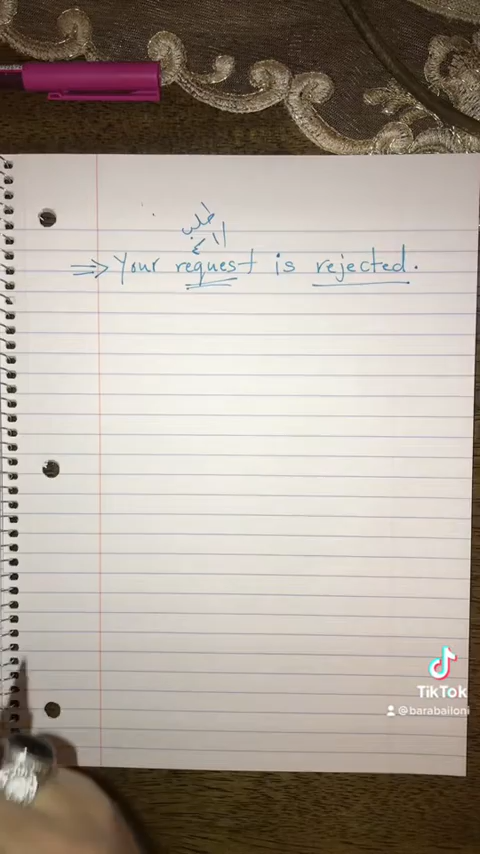 طلب
⇒ Your request is rejected.
TikTok
@barabailoni